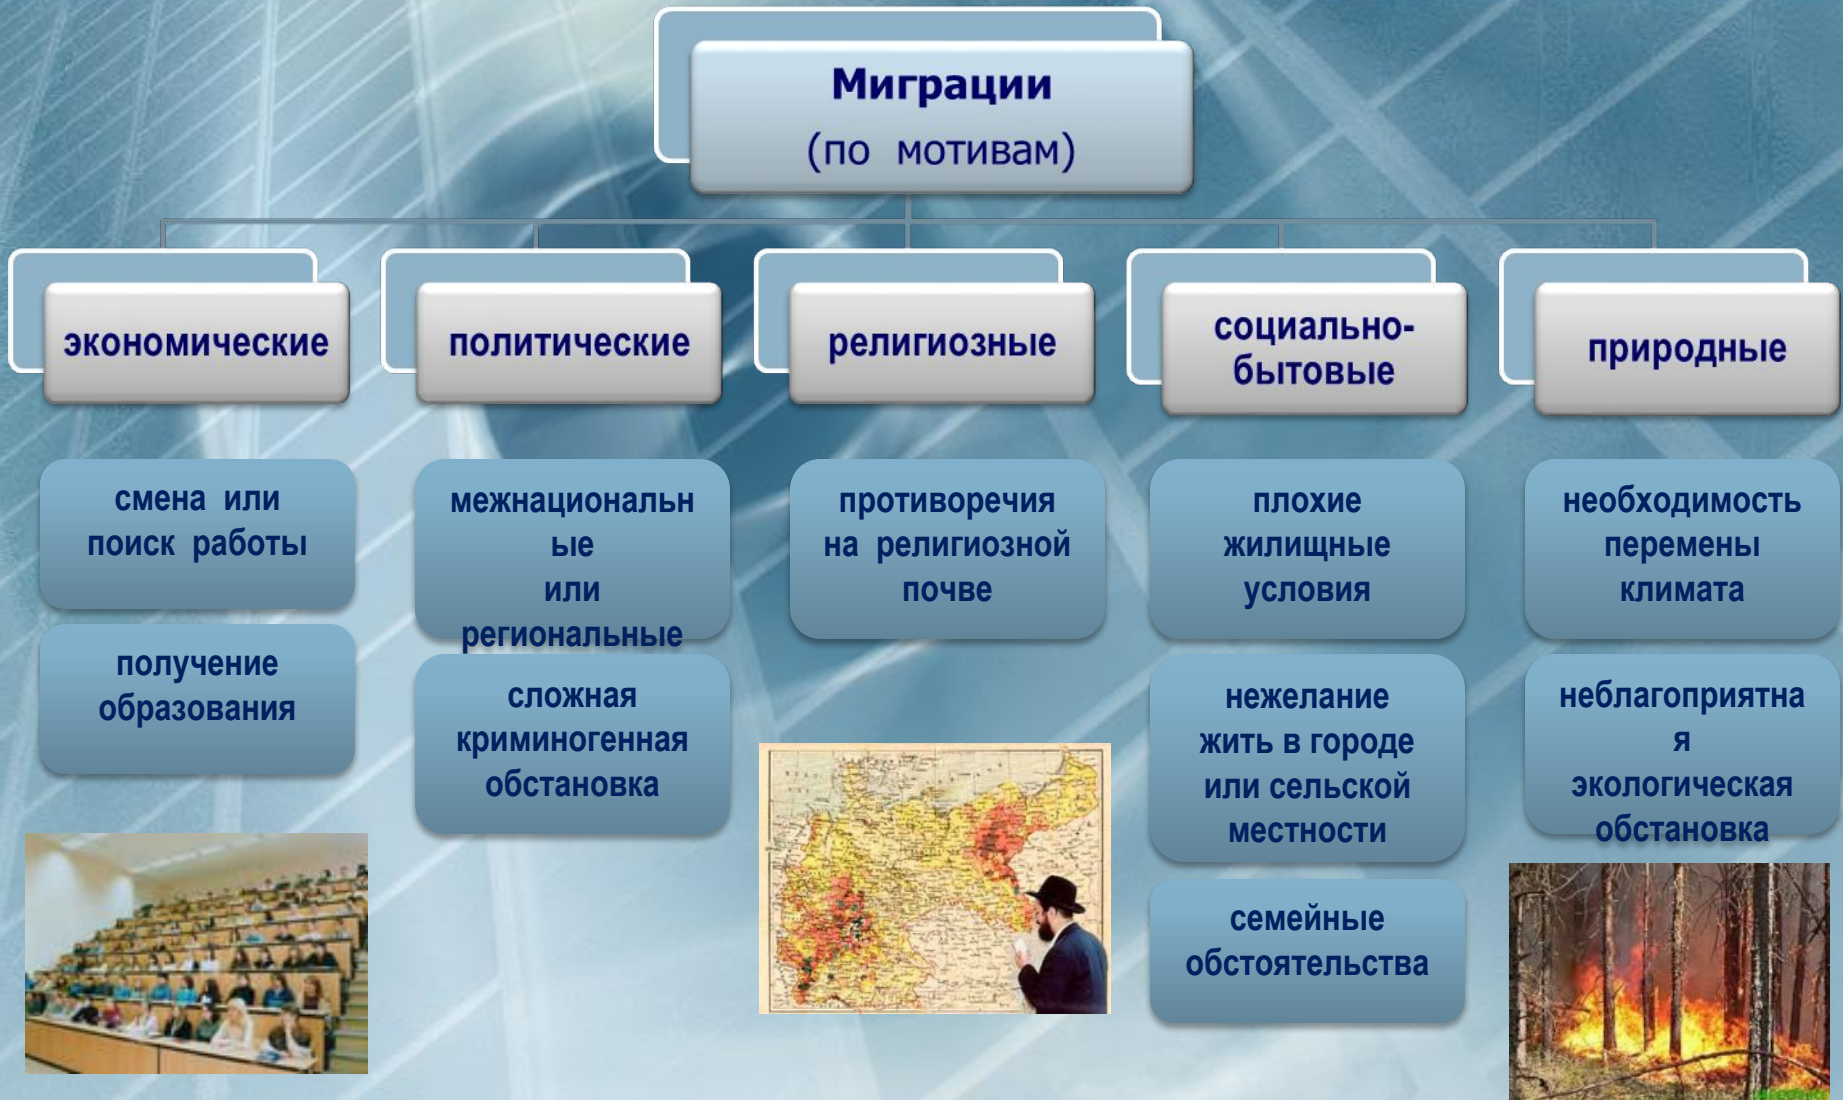 Миграции
(по мотивам)
экономические
политические
религиозные
социально-
бытовые
природные
смена или
поиск работы
получение
образования
межнациональн
ые
или
региональные
сложная
криминогенная
обстановка
противоречия
на религиозной
почве
плохие
жилищные
условия
нежелание
жить в городе
или сельской
местности
семейные
обстоятельства
необходимость
перемены
климата
неблагоприятна
я
экологическая
обстановка